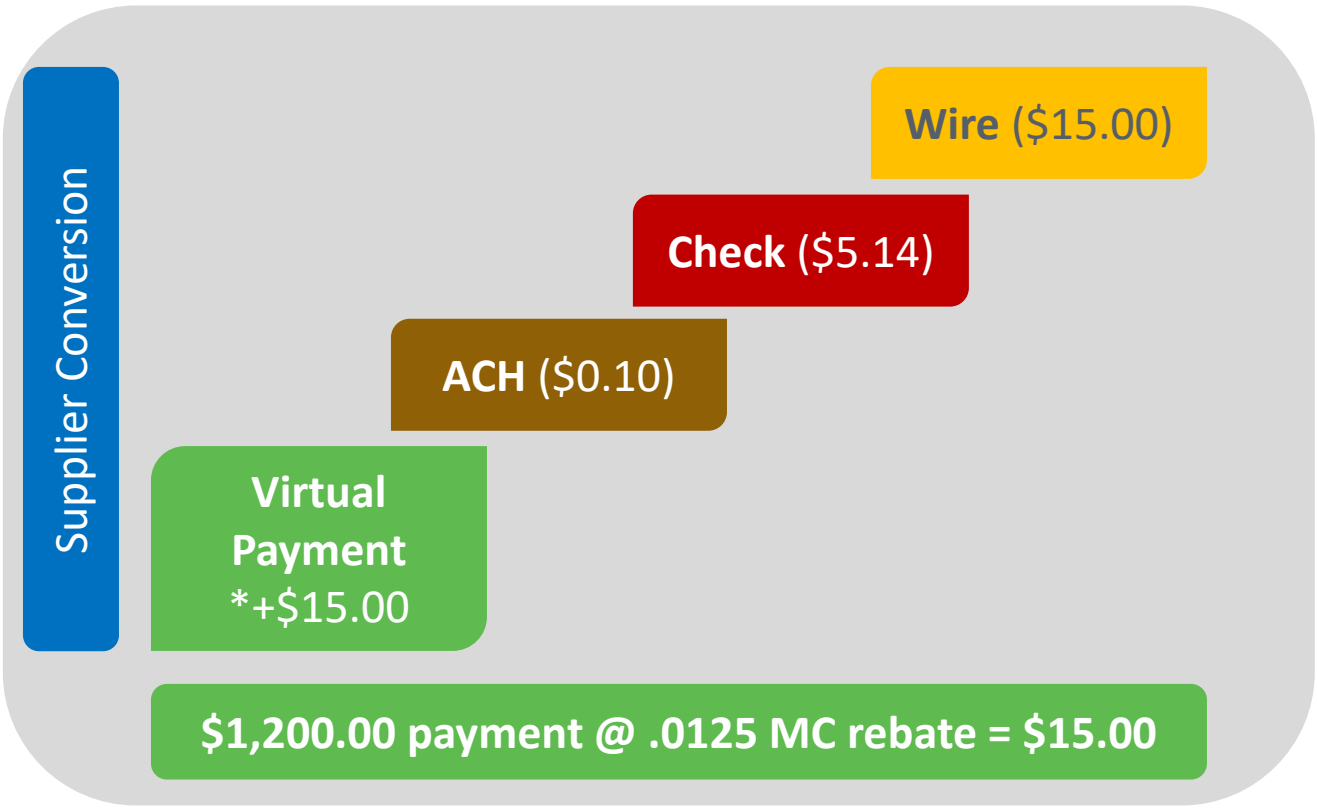 Supplier Conversion
Wire ($15.00)
Check ($5.14)
ACH ($0.10)
Virtual
Payment
*+$15.00
$1,200.00 payment @ .0125 MC rebate = $15.00